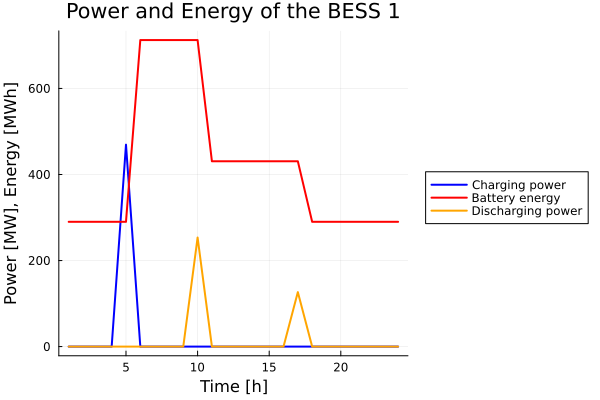 Power and Energy of the BESS 1
Power [MW], Energy [MWh]
600
400
200
0
5
10
15
20
Time [h]
Charging power
Battery energy
Discharging power